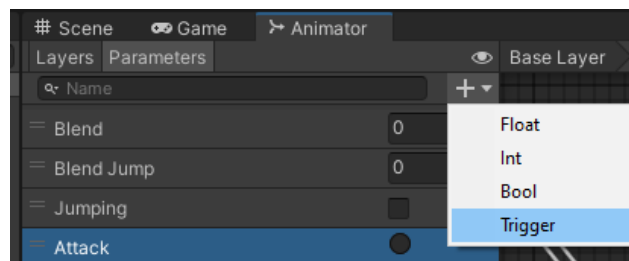 Scene Game Animator
Layers Parameters Base Layer
Name
Blend 0
Blend Jump 0
Jumping
Attack
Float
Int
Bool
Trigger